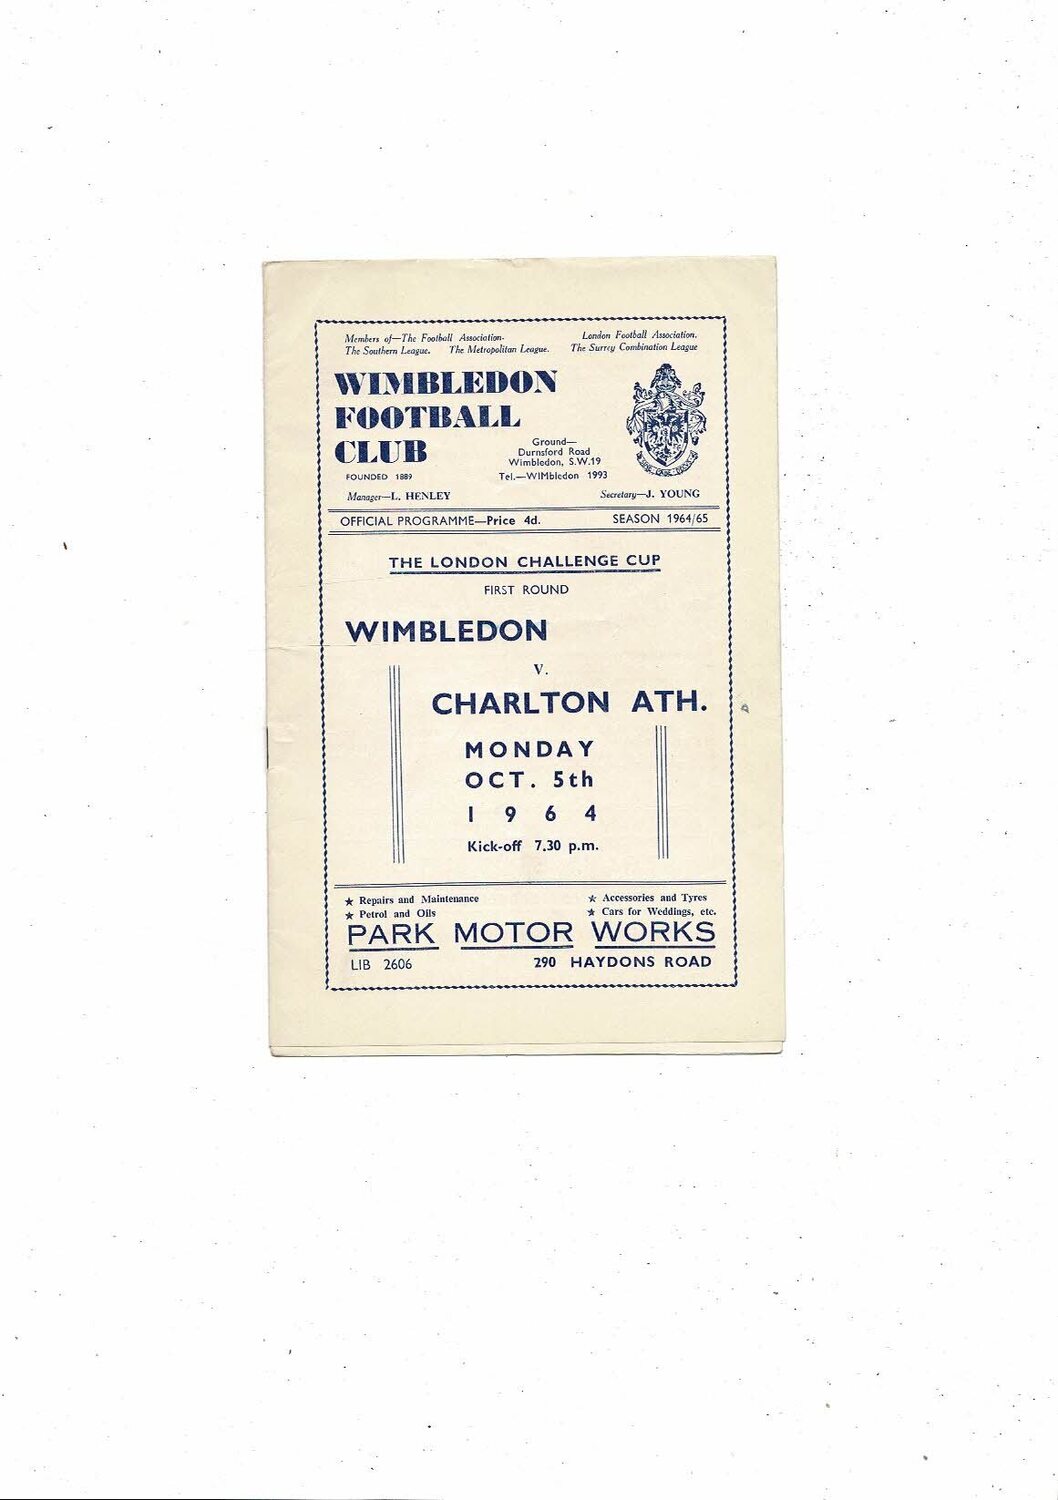 Members of—The Football Association. London Football Association.
The Southern League. The Metropolitan League. The Surrey Combination League
WIMBLEDON
FOOTBALL
CLUB
FOUNDED 1889
Ground—
Durnsford Road
Wimbledon, S.W.19
Tel.—WIMbledon 1993
Manager—L. HENLEY Secretary—J. YOUNG
OFFICIAL PROGRAMME—Price 4d. SEASON 1964/65
THE LONDON CHALLENGE CUP
FIRST ROUND
WIMBLEDON
V.
CHARLTON ATH.
MONDAY
OCT. 5th
1964
Kick-off 7.30 p.m.
★ Repairs and Maintenance ★ Accessories and Tyres
★ Petrol and Oils ★ Cars for Weddings, etc.
PARK MOTOR WORKS
LIB 2606 290 HAYDONS ROAD